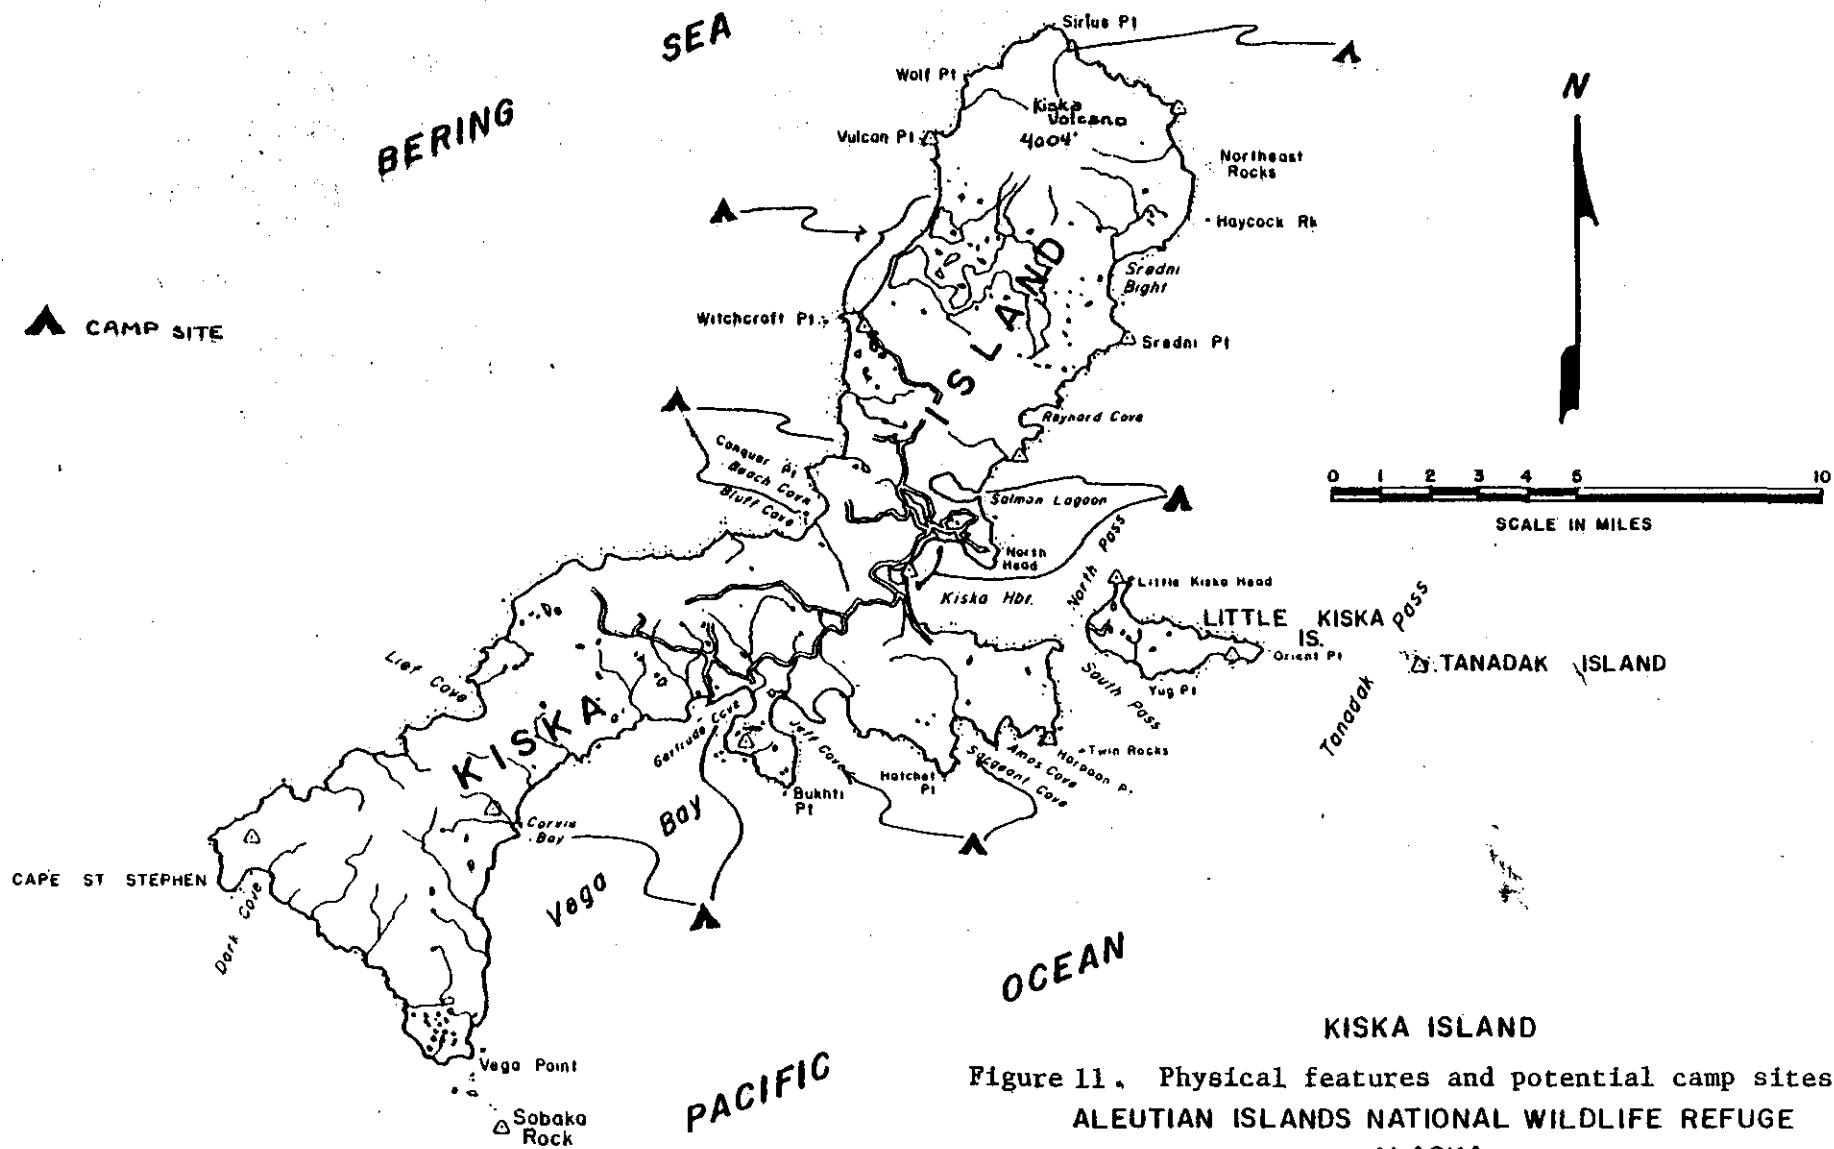 SEA
Sirius Pt
Wolf Pt
N
BERING
Kiska
Volcano
4004'
Vulcan Pt
Northeast
Rocks
Haycock Rk
Sredni
Bight
CAMP SITE
Witchcraft Pt.
ISLAND
Sredni Pt
Reynard Cove
Conquer Pt
Beach Cove
Bluff Cove
Salmon Lagoon
0 1 2 3 5 10
SCALE IN MILES
North Pass
North
Head
Kiska Hbr.
Little Kiska Head
LITTLE KISKA
IS.
Orient Pt
Tanadak Pass
TANADAK ISLAND
Yug Pt
South Pass
Lief Cove
KISKA
Gertrude Cove
Jeff Cove
Twin Rocks
Harpoon Pt.
Amos Cove
Sargeant Cove
Hatchet
Pt
Bukhti
Pt
Corvie
Bay
Vega Bay
CAPE ST STEPHEN
Dark Cove
OCEAN
KISKA ISLAND
Vega Point
PACIFIC
Figure 11. Physical features and potential camp sites
ALEUTIAN ISLANDS NATIONAL WILDLIFE REFUGE
Sobaka
Rock